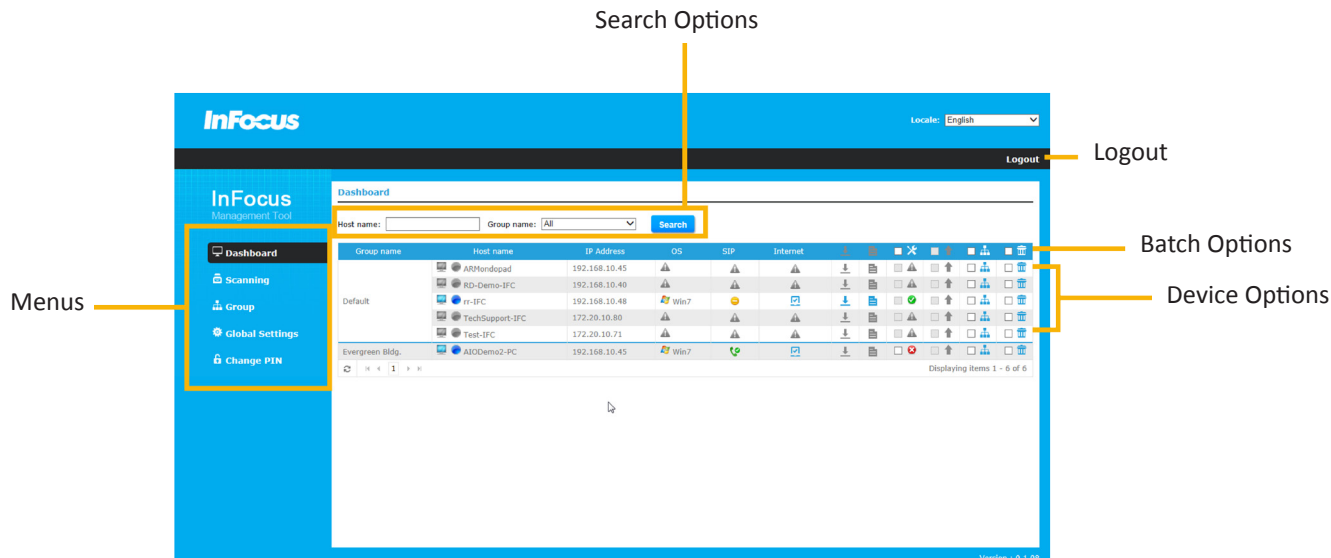 Search Options
InFocus
Locale: English
Logout
Logout
InFocus
Management Tool
Dashboard
Host name: Group name: All Search
Menus
Dashboard
Scanning
Group
Global Settings
Change PIN
Group name Host name IP Address OS SIP Internet
Batch Options
Device Options
ARMondopad 192.168.10.45
RD-Demo-IFC 192.168.10.40
Default rr-IFC 192.168.10.48 Win7
TechSupport-IFC 172.20.10.80
Test-IFC 172.20.10.71
Evergreen Bldg. AIODemo2-PC 192.168.10.45 Win7
1 Displaying items 1 - 6 of 6